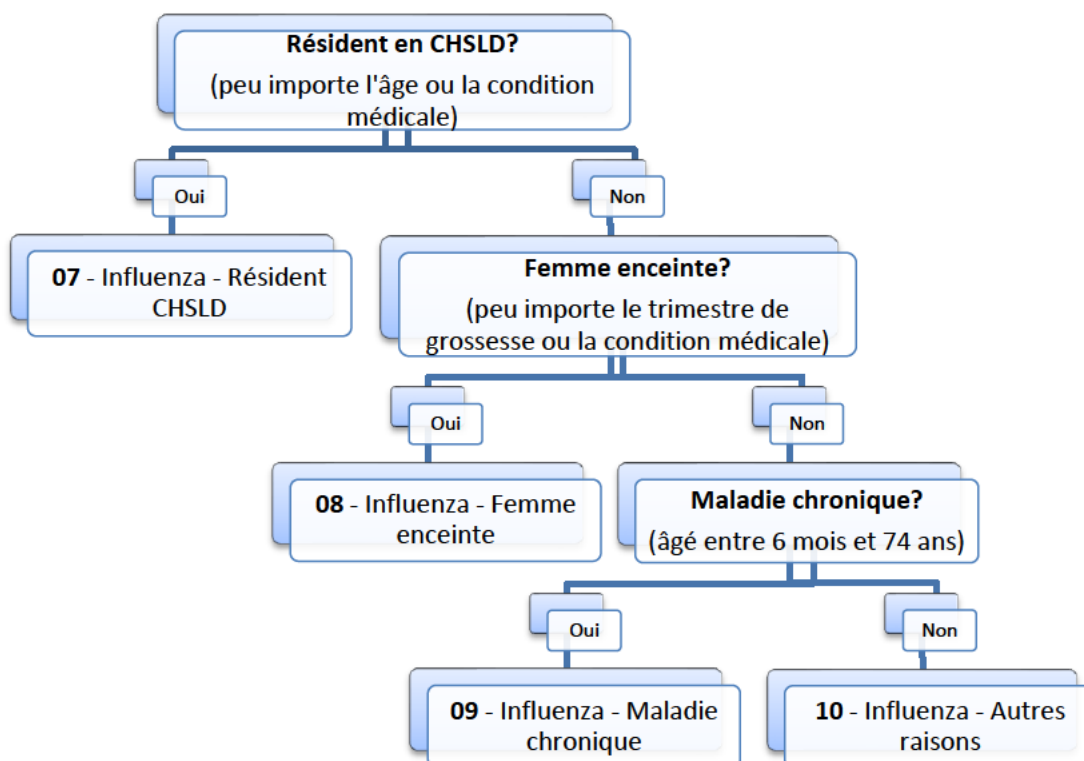 Résident en CHSLD?
(peu importe l'âge ou la condition
médicale)
Oui
Non
07 - Influenza - Résident
CHSLD
Femme enceinte?
(peu importe le trimestre de
grossesse ou la condition médicale)
Oui
Non
08 - Influenza - Femme
enceinte
Maladie chronique?
(âgé entre 6 mois et 74 ans)
Oui
Non
09 - Influenza - Maladie
chronique
10 - Influenza - Autres
raisons